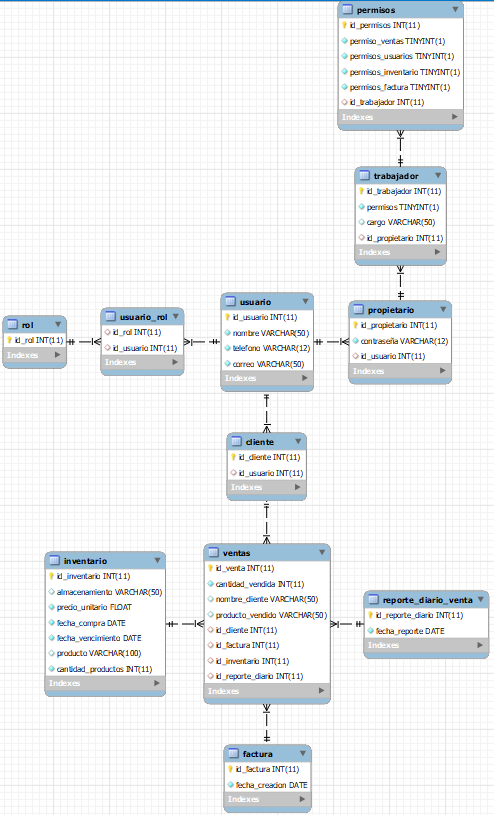 permisos
id_permisos INT(11)
permiso_ventas TINYINT(1)
permisos_usuarios TINYINT(1)
permisos_inventario TINYINT(1)
permisos_factura TINYINT(1)
id_trabajador INT(11)
Indexes
trabajador
id_trabajador INT(11)
permisos TINYINT(1)
cargo VARCHAR(50)
id_propietario INT(11)
Indexes
propietario
id_propietario INT(11)
contraseña VARCHAR(12)
id_usuario INT(11)
Indexes
usuario
id_usuario INT(11)
nombre VARCHAR(50)
telefono VARCHAR(12)
correo VARCHAR(50)
Indexes
usuario_rol
id_rol INT(11)
id_usuario INT(11)
Indexes
rol
id_rol INT(11)
Indexes
cliente
id_cliente INT(11)
id_usuario INT(11)
Indexes
ventas
id_venta INT(11)
cantidad_vendida INT(11)
nombre_cliente VARCHAR(50)
producto_vendido VARCHAR(50)
id_cliente INT(11)
id_factura INT(11)
id_inventario INT(11)
id_reporte_diario INT(11)
Indexes
inventario
id_inventario INT(11)
almacenamiento VARCHAR(50)
precio_unitario FLOAT
fecha_compra DATE
fecha_vencimiento DATE
producto VARCHAR(100)
cantidad_productos INT(11)
Indexes
reporte_diario_venta
id_reporte_diario INT(11)
fecha_reporte DATE
Indexes
factura
id_factura INT(11)
fecha_creacion DATE
Indexes